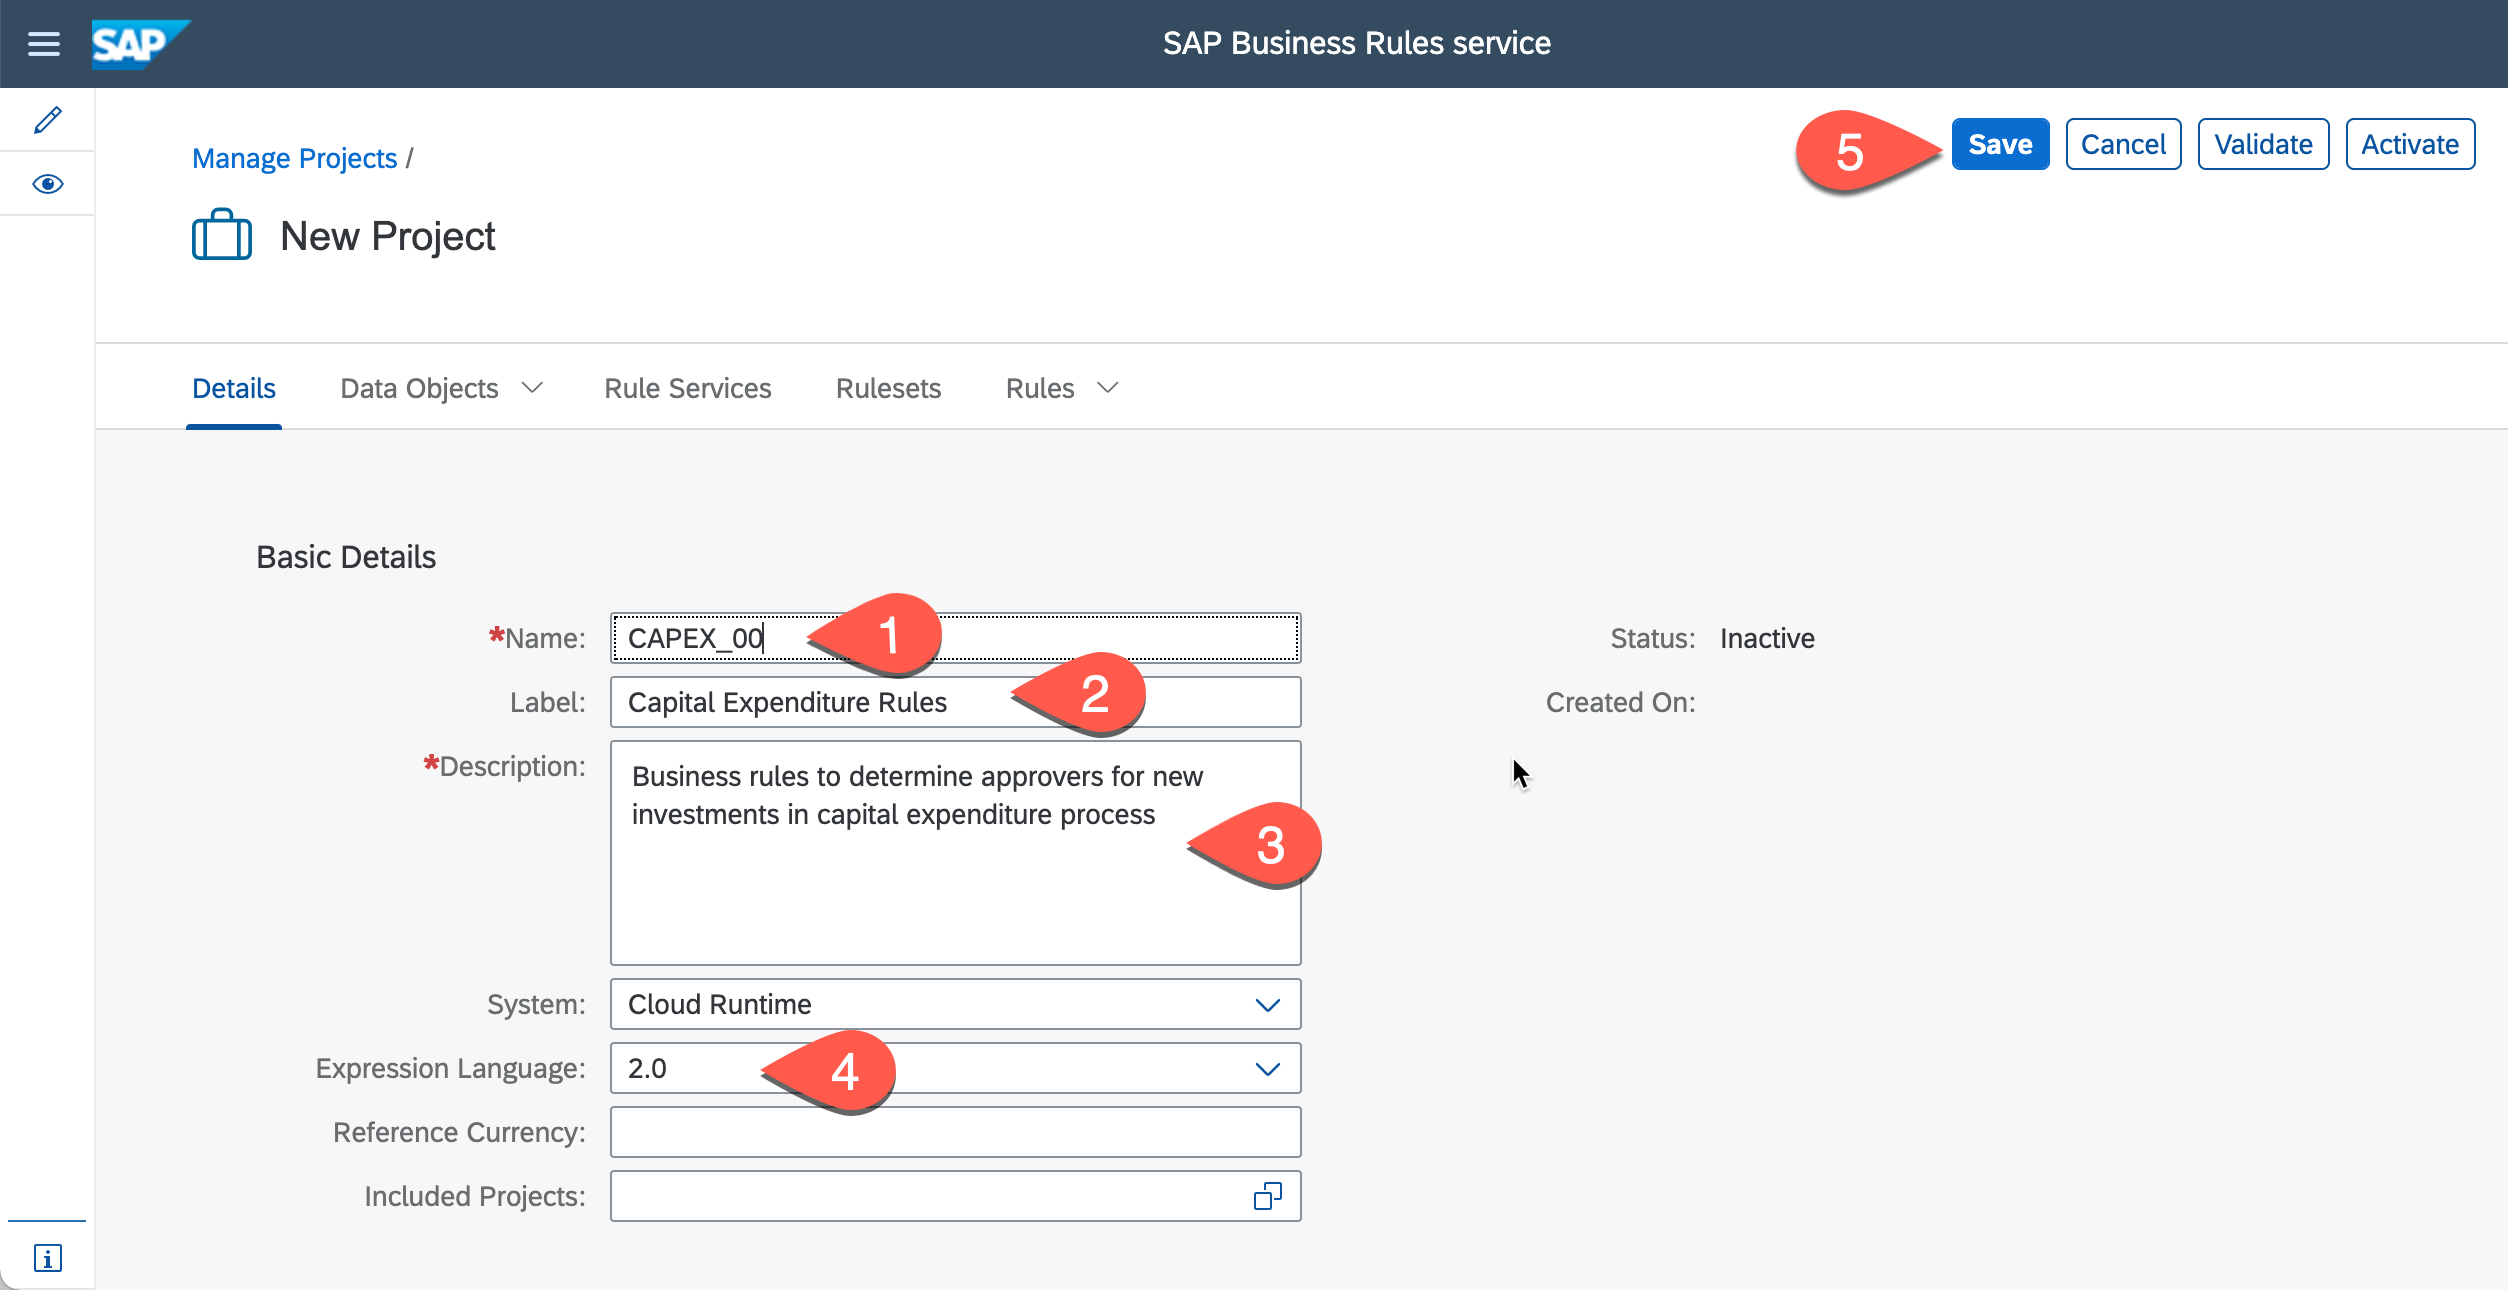 SAP
SAP Business Rules service
Manage Projects /
5
Save
Cancel
Validate
Activate
New Project
Details
Data Objects
Rule Services
Rulesets
Rules
Basic Details
*Name:
CAPEX_00
1
Status:
Inactive
Label:
Capital Expenditure Rules
2
Created On:
*Description:
Business rules to determine approvers for new
investments in capital expenditure process
3
System:
Cloud Runtime
Expression Language:
2.0
4
Reference Currency:
Included Projects:
i